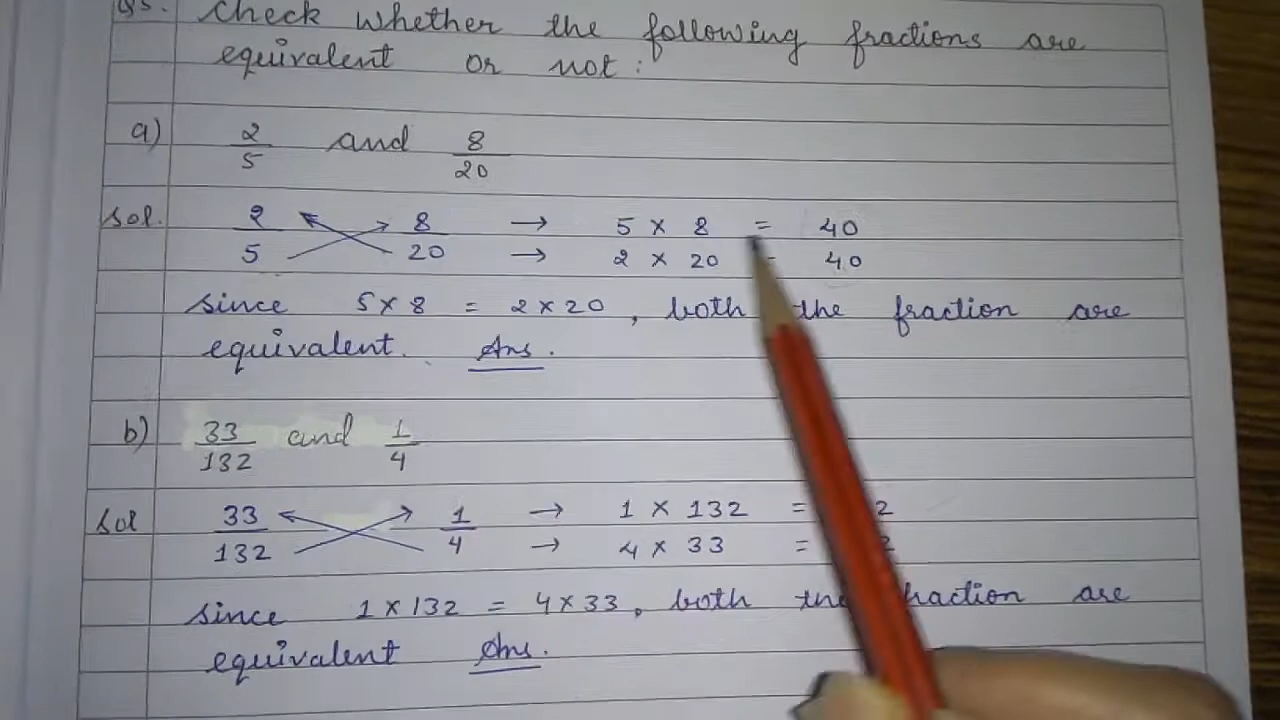 Check whether the following fractions are
equivalent or not:
a) 2/5 and 8/20
Sol. 2/5 8/20 → 5 × 8 = 40
→ 2 × 20 = 40
since 5×8 = 2×20, both the fraction are
equivalent. Ans.
b) 33/132 and 1/4
Sol 33/132 1/4 → 1 × 132 = 2
→ 4 × 33 =
since 1×132 = 4×33, both the fraction are
equivalent Ans.